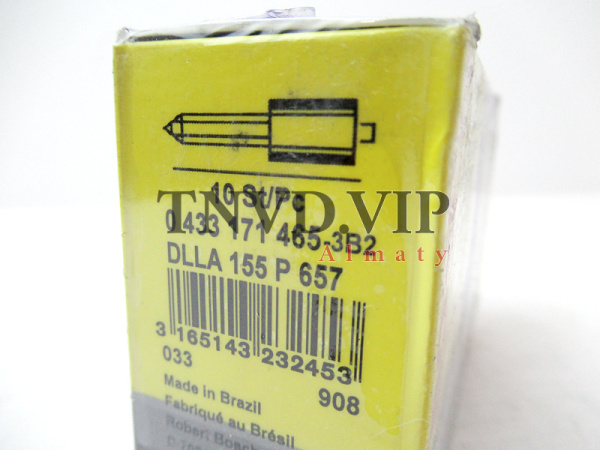 10 St/Pc
TNVD.VIP
0 433 171 465-3B2
Almaty
DLLA 155 P 657
3 165143 232453
033
908
Made in Brazil
Fabriqué au Brésil
Robert Bosch